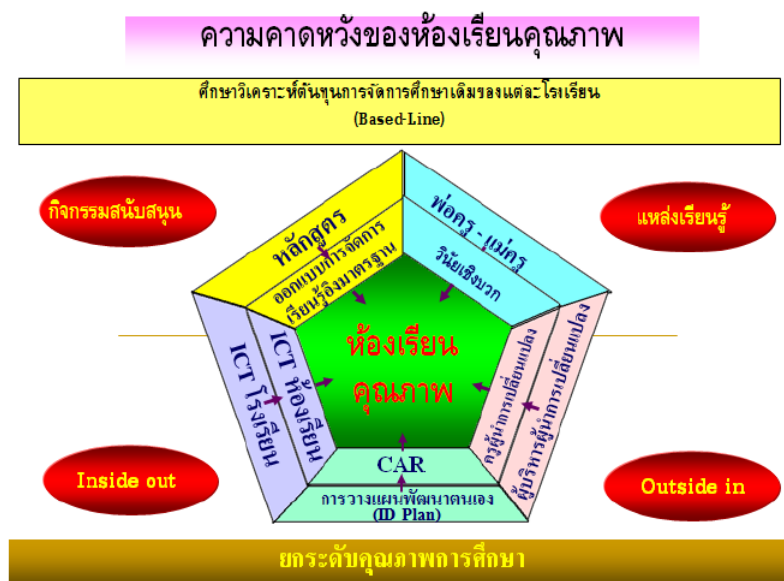 ความคาดหวังของห้องเรียนคุณภาพ
ศึกษาวิเคราะห์ต้นทุนการจัดการศึกษาเดิมของแต่ละโรงเรียน
(Based-Line)
กิจกรรมสนับสนุน
แหล่งเรียนรู้
หลักสูตร
ออกแบบการจัดการ
เรียนรู้อิงมาตรฐาน
พ่อครู - แม่ครู
วินัยเชิงบวก
ICT โรงเรียน
ICT ห้องเรียน
ห้องเรียน
คุณภาพ
ครูผู้นำการเปลี่ยนแปลง
ผู้บริหารผู้นำการเปลี่ยนแปลง
CAR
การวางแผนพัฒนาตนเอง
(ID Plan)
Inside out
Outside in
ยกระดับคุณภาพการศึกษา